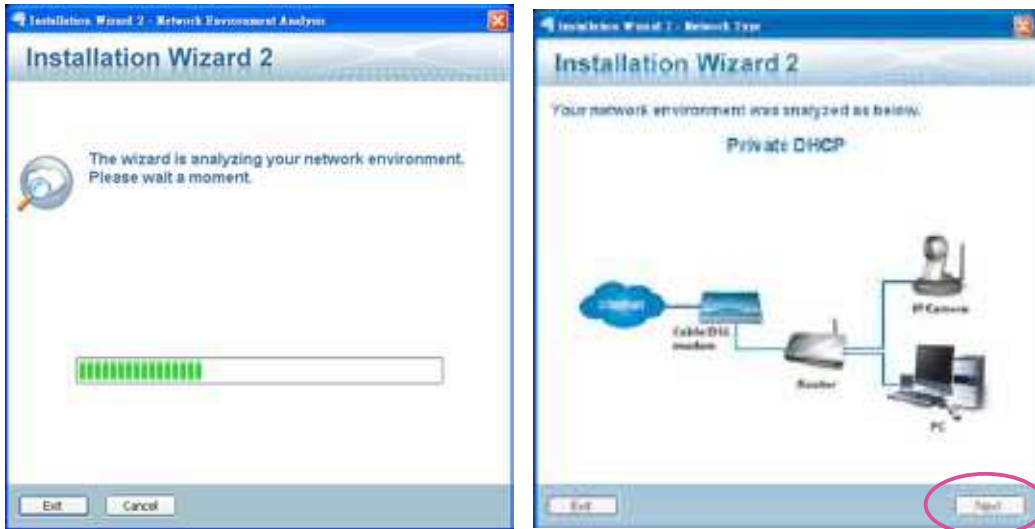 Installation Wizard 2 - Network Environment Analysis
Installation Wizard 2
The wizard is analyzing your network environment.
Please wait a moment.
Exit
Cancel
Installation Wizard 2 - Network Type
Installation Wizard 2
Your network environment was analyzed as below.
Private DHCP
Internet
Cable/DSL
modem
Router
IP Camera
PC
Exit
Next